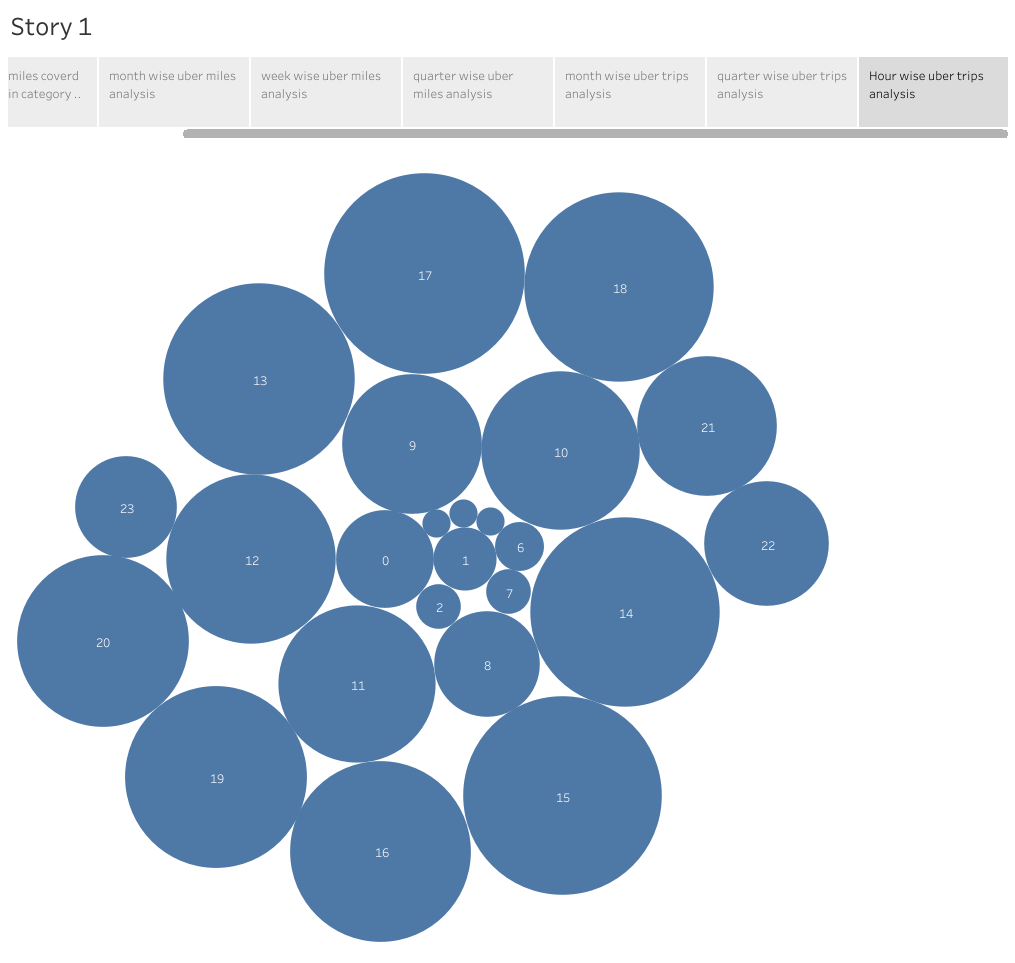 Story 1
miles coverd
in category ..
month wise uber miles
analysis
week wise uber miles
analysis
quarter wise uber
miles analysis
month wise uber trips
analysis
quarter wise uber trips
analysis
Hour wise uber trips
analysis
17
18
13
21
9
10
23
22
6
12
0
1
7
2
14
20
8
11
19
15
16